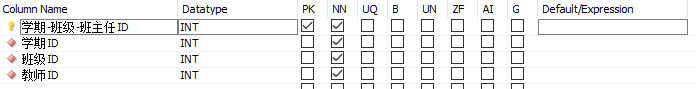 Column Name Datatype PK NN UQ B UN ZF AI G Default/Expression
学期-班级-班主任ID INT
学期ID INT
班级ID INT
教师ID INT